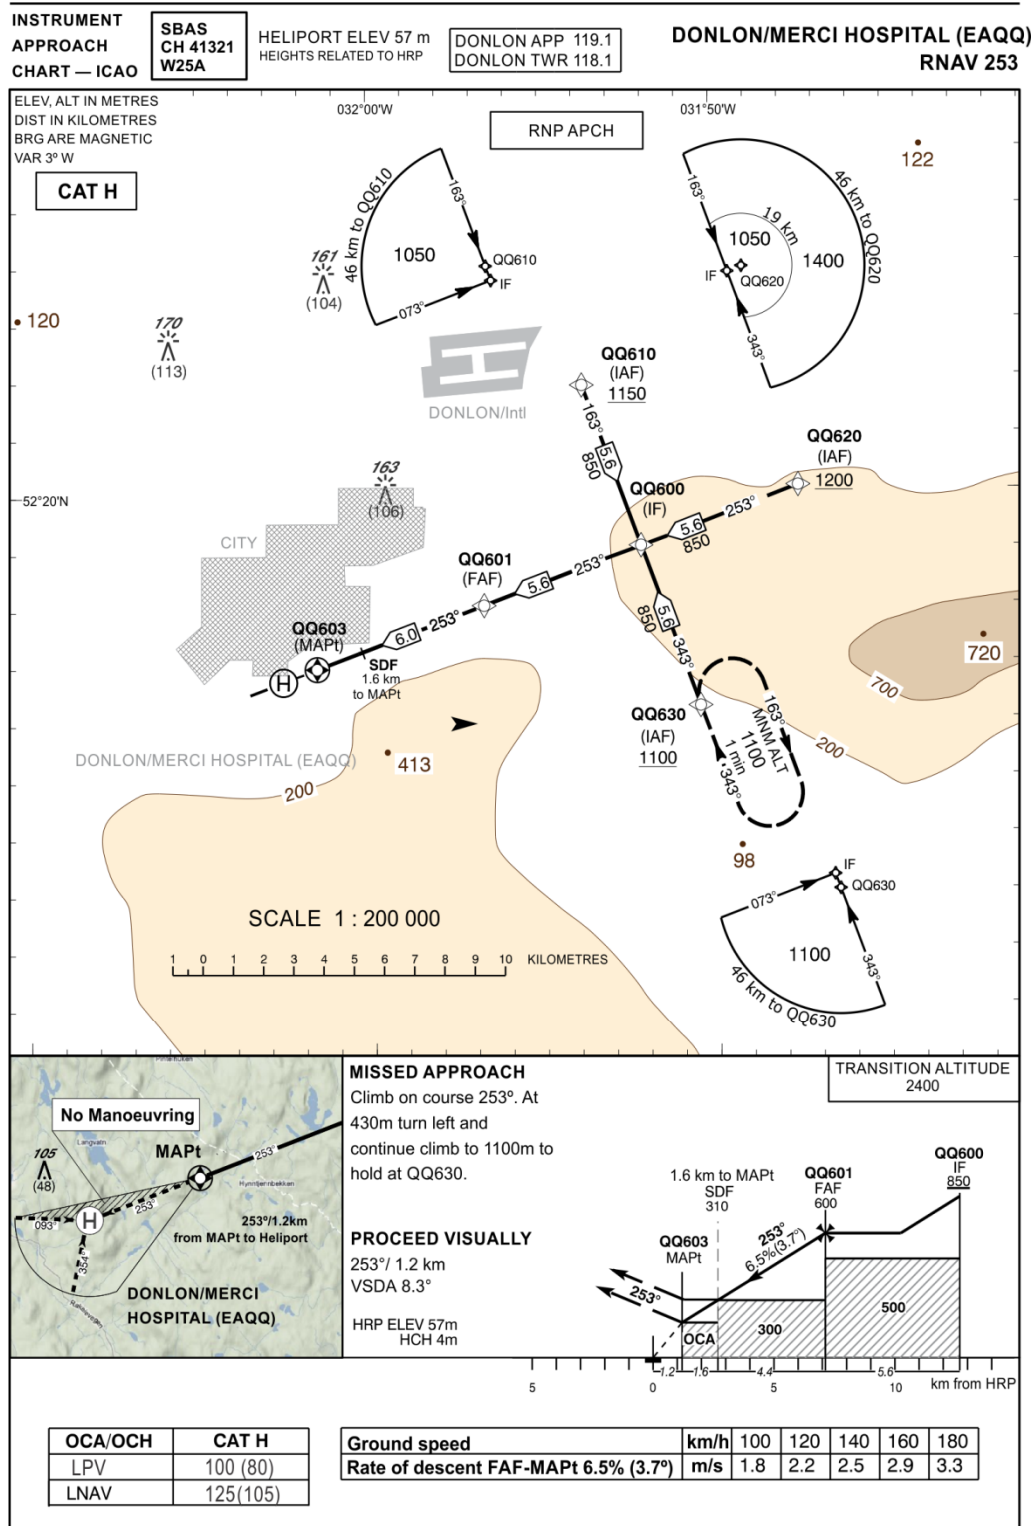 INSTRUMENT
APPROACH
CHART — ICAO
SBAS
CH 41321
W25A
HELIPORT ELEV 57 m
HEIGHTS RELATED TO HRP
DONLON APP 119.1
DONLON TWR 118.1
DONLON/MERCI HOSPITAL (EAQQ)
RNAV 253
ELEV, ALT IN METRES
DIST IN KILOMETRES
BRG ARE MAGNETIC
VAR 3º W
CAT H
032°00'W
031°50'W
RNP APCH
122
46 km to QQ610
163°
1050
QQ610
IF
073°
163°
46 km to QQ620
19 km
1050
1400
IF
QQ620
343°
161
(104)
120
170
(113)
DONLON/Intl
QQ610
(IAF)
1150
163°
5.6
850
QQ620
(IAF)
1200
163
(106)
52°20'N
QQ600
(IF)
253°
5.6
850
CITY
QQ601
(FAF)
253°
5.6
5.6
850
343°
QQ603
(MAPt)
6.0
253°
SDF
1.6 km
to MAPt
H
720
700
QQ630
(IAF)
1100
163°
MNM ALT
1100
1 min
343°
200
DONLON/MERCI HOSPITAL (EAQQ)
413
200
98
IF
QQ630
073°
1100
343°
46 km to QQ630
SCALE 1 : 200 000
1 0 1 2 3 4 5 6 7 8 9 10 KILOMETRES
No Manoeuvring
MAPt
253°
105
(48)
Langvatn
Hynntjennbekken
093°
H
253°
354°
253º/1.2km
from MAPt to Heliport
DONLON/MERCI
HOSPITAL (EAQQ)
MISSED APPROACH
Climb on course 253º. At
430m turn left and
continue climb to 1100m to
hold at QQ630.
PROCEED VISUALLY
253º/ 1.2 km
VSDA 8.3°
HRP ELEV 57m
HCH 4m
TRANSITION ALTITUDE
2400
1.6 km to MAPt
SDF
310
QQ601
FAF
600
QQ600
IF
850
QQ603
MAPt
253°
6.5%(3.7º)
253°
OCA
300
500
1.2 1.6 4.4 5.6
5 0 5 10 km from HRP
OCA/OCH CAT H
LPV 100 (80)
LNAV 125(105)
Ground speed km/h 100 120 140 160 180
Rate of descent FAF-MAPt 6.5% (3.7º) m/s 1.8 2.2 2.5 2.9 3.3